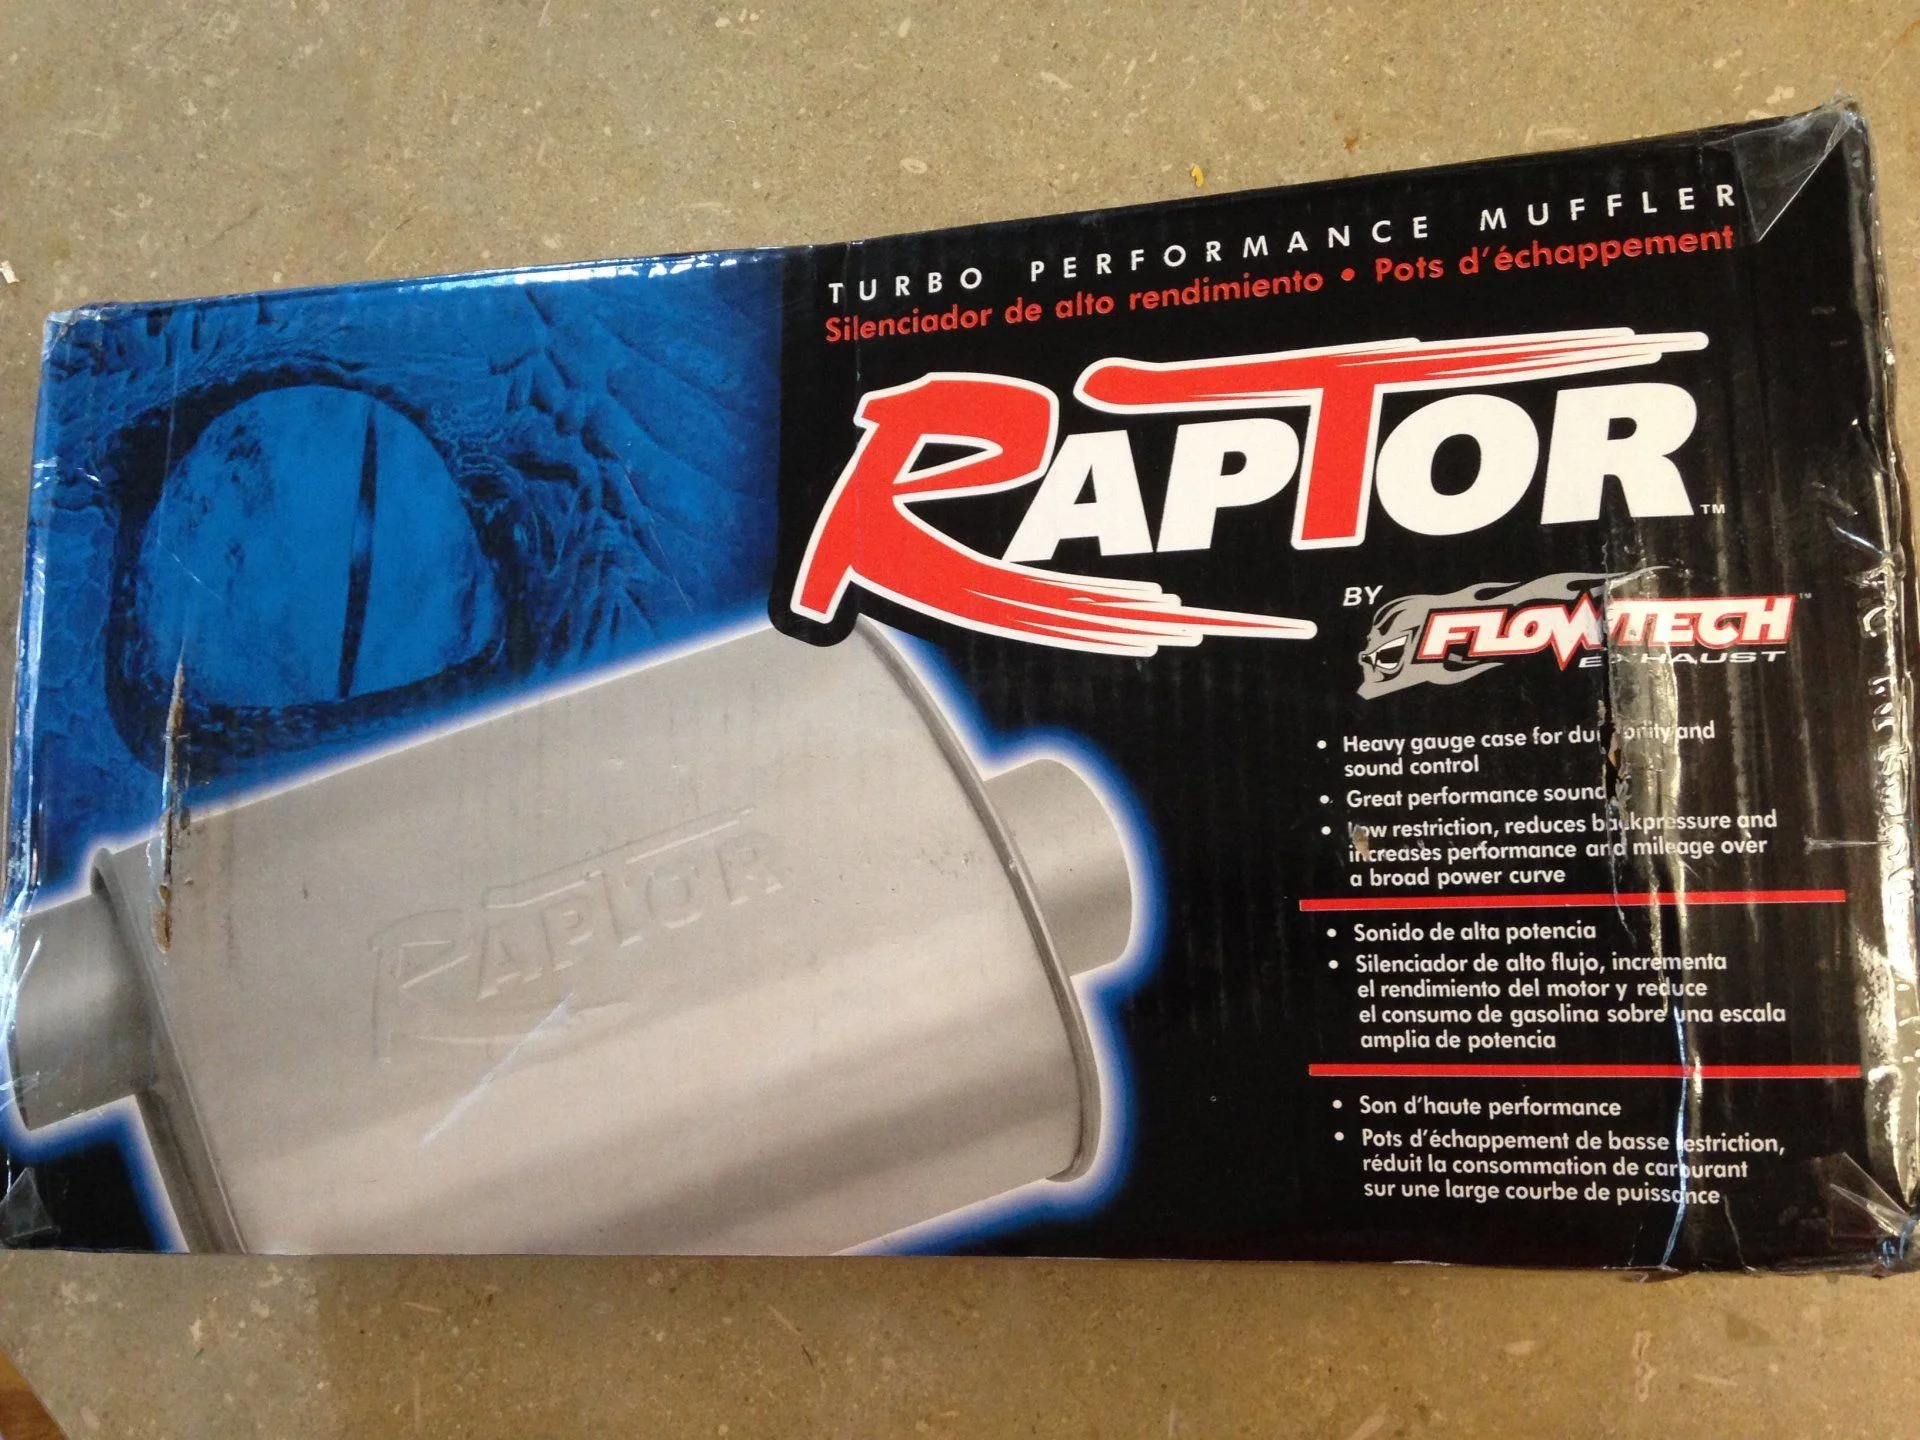 TURBO PERFORMANCE MUFFLER
Silenciador de alto rendimiento • Pots d'échappement
RAPTOR™
BY FLOWTECH™
EXHAUST
• Heavy gauge case for durability and
sound control
• Great performance sound
• Low restriction, reduces backpressure and
increases performance and mileage over
a broad power curve
• Sonido de alta potencia
• Silenciador de alto flujo, incrementa
el rendimiento del motor y reduce
el consumo de gasolina sobre una escala
amplia de potencia
• Son d'haute performance
• Pots d'échappement de basse restriction,
réduit la consommation de carburant
sur une large courbe de puissance
RAPTOR